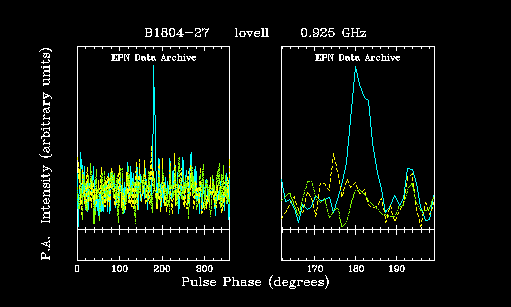 B1804-27 lovell 0.925 GHz
EPN Data Archive EPN Data Archive
P.A. Intensity (arbitrary units)
0 100 200 300 170 180 190
Pulse Phase (degrees)